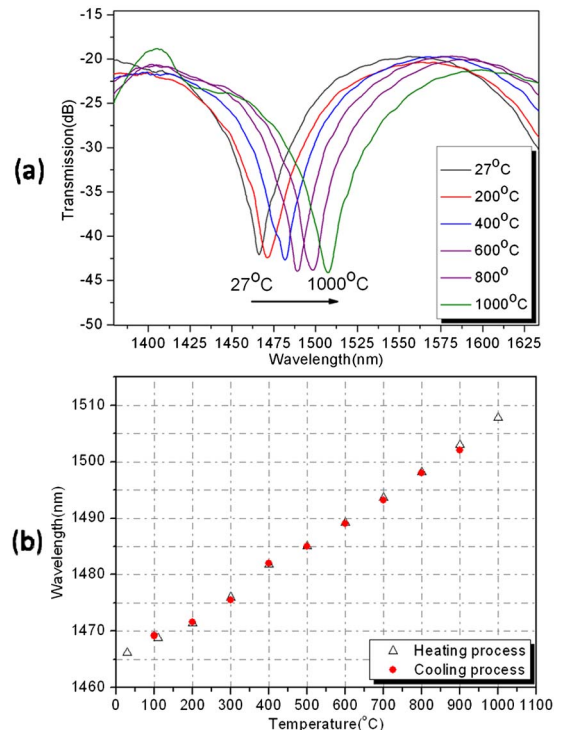 (a)
Transmission(dB)
-15
-20
-25
-30
-35
-40
-45
-50
27°C
200°C
400°C
600°C
800°
1000°C
27°C 1000°C
1400 1425 1450 1475 1500 1525 1550 1575 1600 1625
Wavelength(nm)
(b)
Wavelength(nm)
1510
1500
1490
1480
1470
1460
Heating process
Cooling process
0 100 200 300 400 500 600 700 800 900 1000 1100
Temperature(°C)